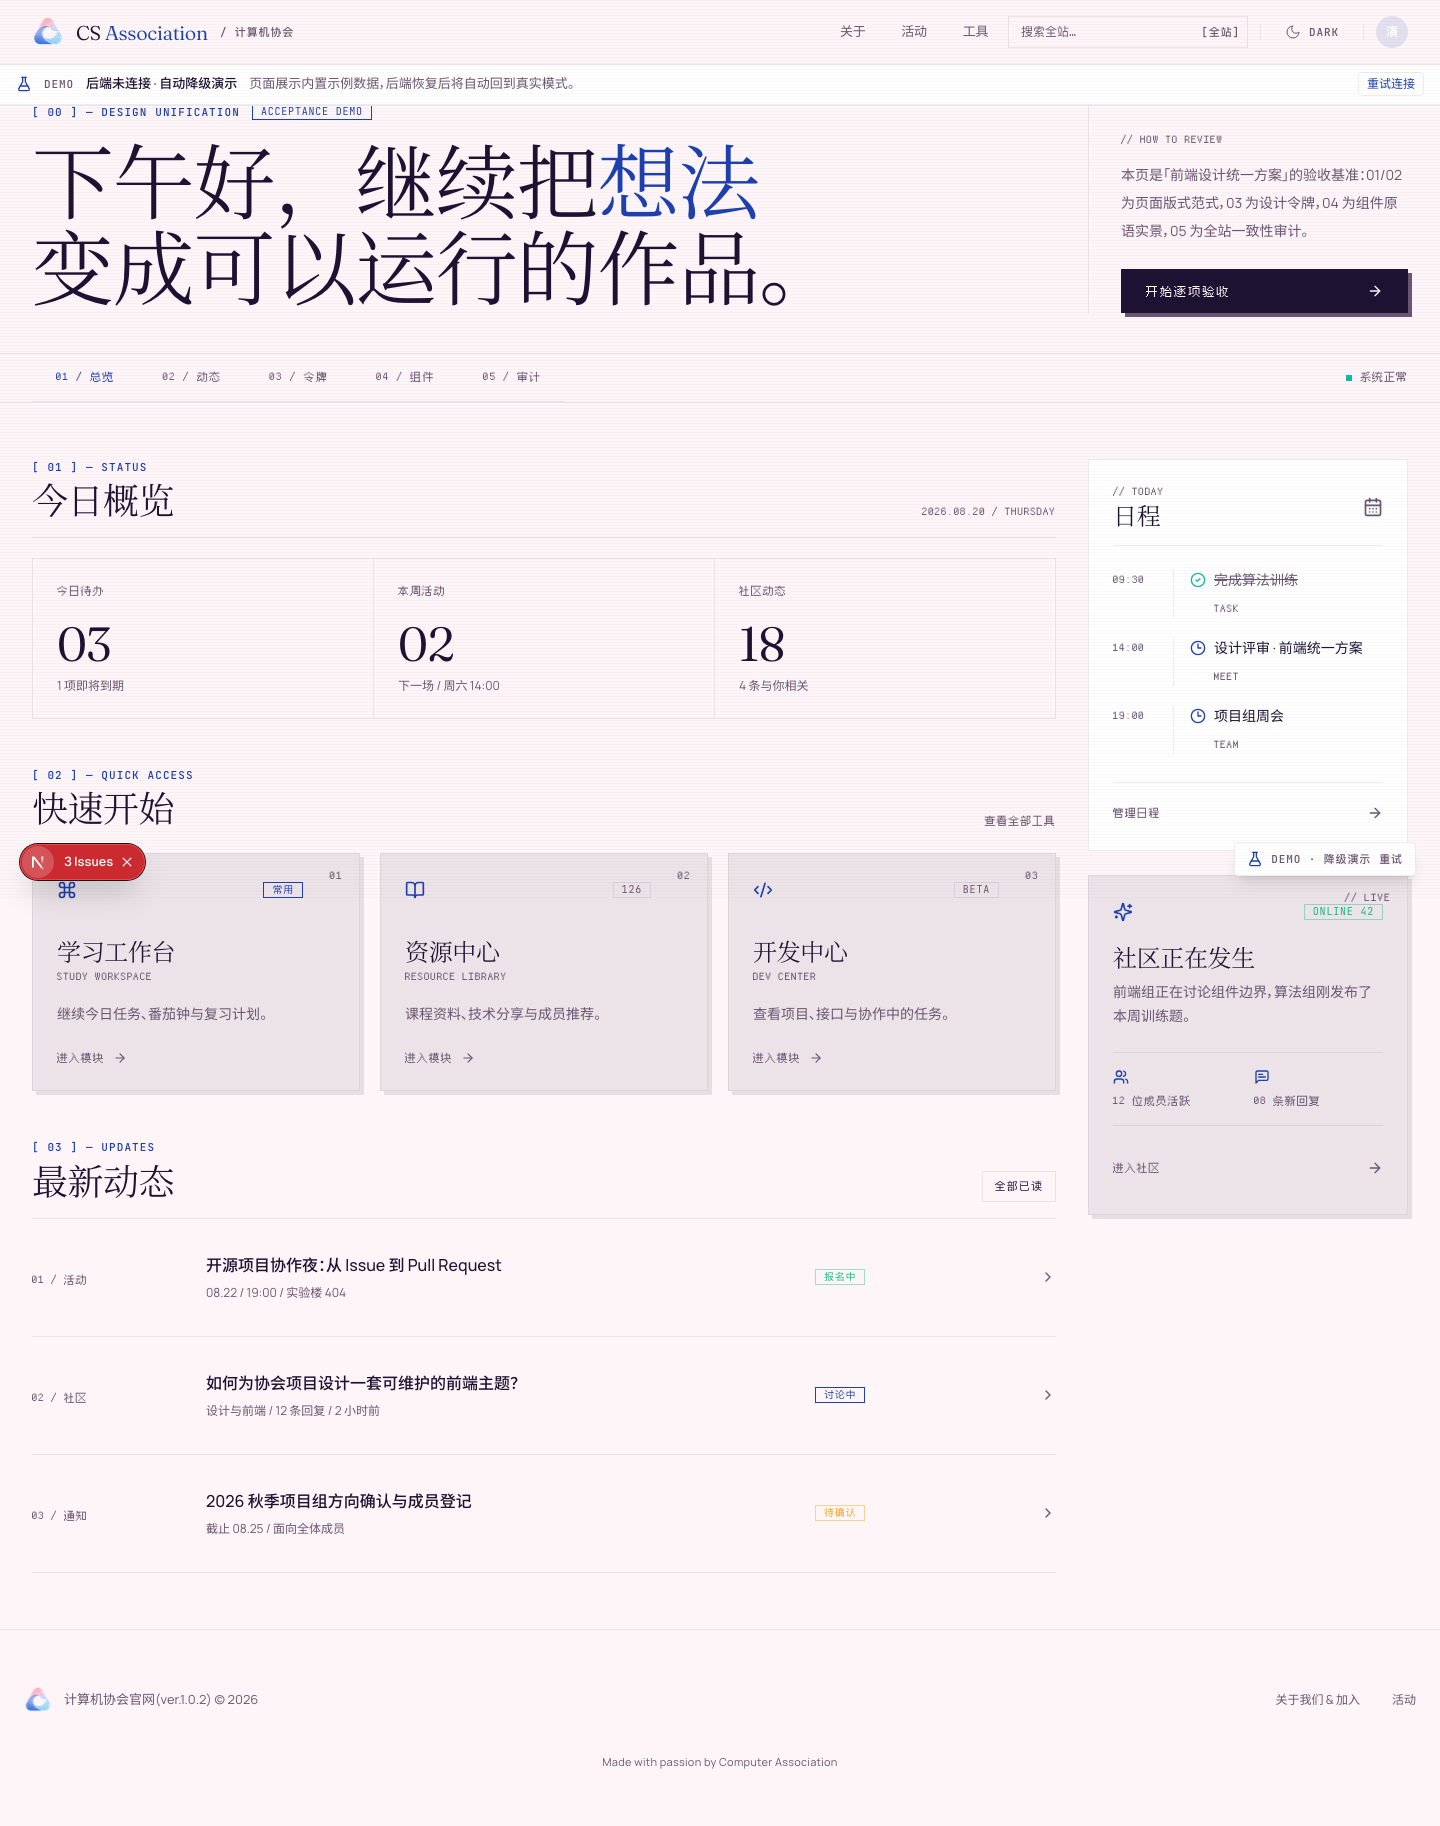 CS Association / 计算机协会
关于 活动 工具 搜索全站... [全站] DARK 演
DEMO 后端未连接 · 自动降级演示 页面展示内置示例数据，后端恢复后将自动回到真实模式。 重试连接
[ 00 ] — DESIGN UNIFICATION ACCEPTANCE DEMO
下午好，继续把想法
变成可以运行的作品。
// HOW TO REVIEW
本页是「前端设计统一方案」的验收基准：01/02
为页面版式范式，03 为设计令牌，04 为组件原
语实景，05 为全站一致性审计。
开始逐项验收
01 / 总览 02 / 动态 03 / 令牌 04 / 组件 05 / 审计 系统正常
[ 01 ] — STATUS
今日概览
2026.08.20 / THURSDAY
今日待办
03
1 项即将到期
本周活动
02
下一场 / 周六 14:00
社区动态
18
4 条与你相关
// TODAY
日程
09:30 完成算法训练
TASK
14:00 设计评审 · 前端统一方案
MEET
19:00 项目组周会
TEAM
管理日程
[ 02 ] — QUICK ACCESS
快速开始
查看全部工具
N 3 Issues
01
常用
学习工作台
STUDY WORKSPACE
继续今日任务、番茄钟与复习计划。
进入模块
02
126
资源中心
RESOURCE LIBRARY
课程资料、技术分享与成员推荐。
进入模块
03
BETA
开发中心
DEV CENTER
查看项目、接口与协作中的任务。
进入模块
DEMO · 降级演示 重试
// LIVE
ONLINE 42
社区正在发生
前端组正在讨论组件边界，算法组刚发布了
本周训练题。
12 位成员活跃
08 条新回复
进入社区
[ 03 ] — UPDATES
最新动态
全部已读
01 / 活动
开源项目协作夜：从 Issue 到 Pull Request
08.22 / 19:00 / 实验楼 404
报名中
02 / 社区
如何为协会项目设计一套可维护的前端主题？
设计与前端 / 12 条回复 / 2 小时前
讨论中
03 / 通知
2026 秋季项目组方向确认与成员登记
截止 08.25 / 面向全体成员
待确认
计算机协会官网(ver.1.0.2) © 2026
关于我们 & 加入 活动
Made with passion by Computer Association